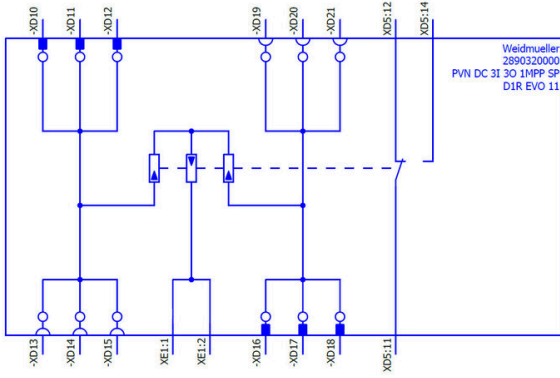 -XD10
-XD11
-XD12
-XD19
-XD20
-XD21
XD5:12
XD5:14
Weidmueller
2890320000
PVN DC 3I 3O 1MPP SP
D1R EVO 11
-XD13
-XD14
-XD15
XE1:1
XE1:2
-XD16
-XD17
-XD18
XD5:11